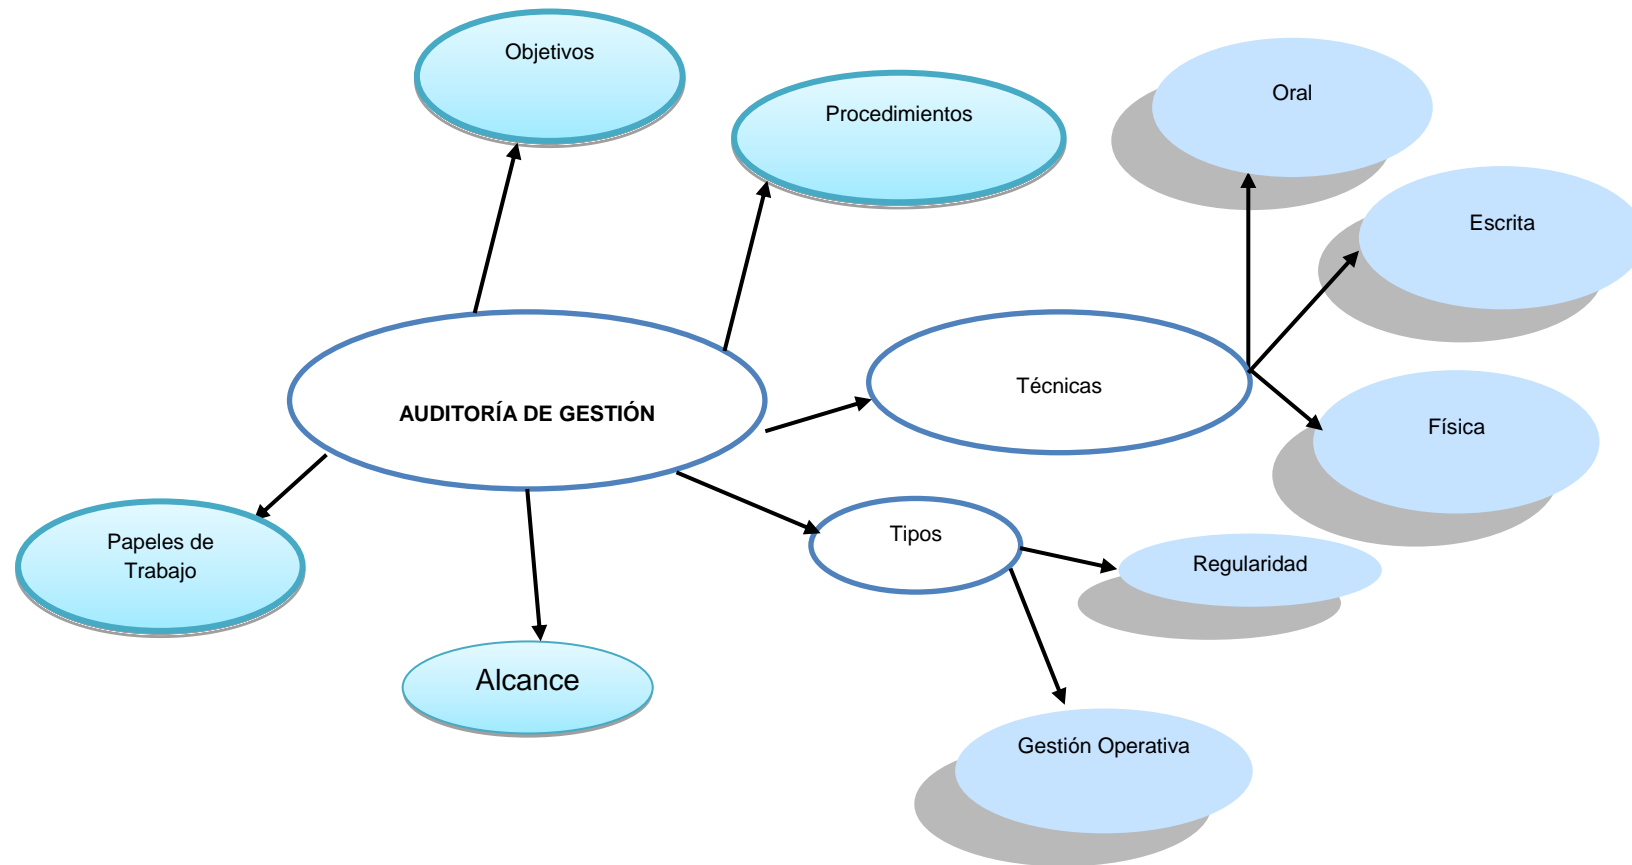 Objetivos
Procedimientos
Oral
Escrita
AUDITORÍA DE GESTIÓN
Técnicas
Física
Papeles de
Trabajo
Tipos
Regularidad
Alcance
Gestión Operativa